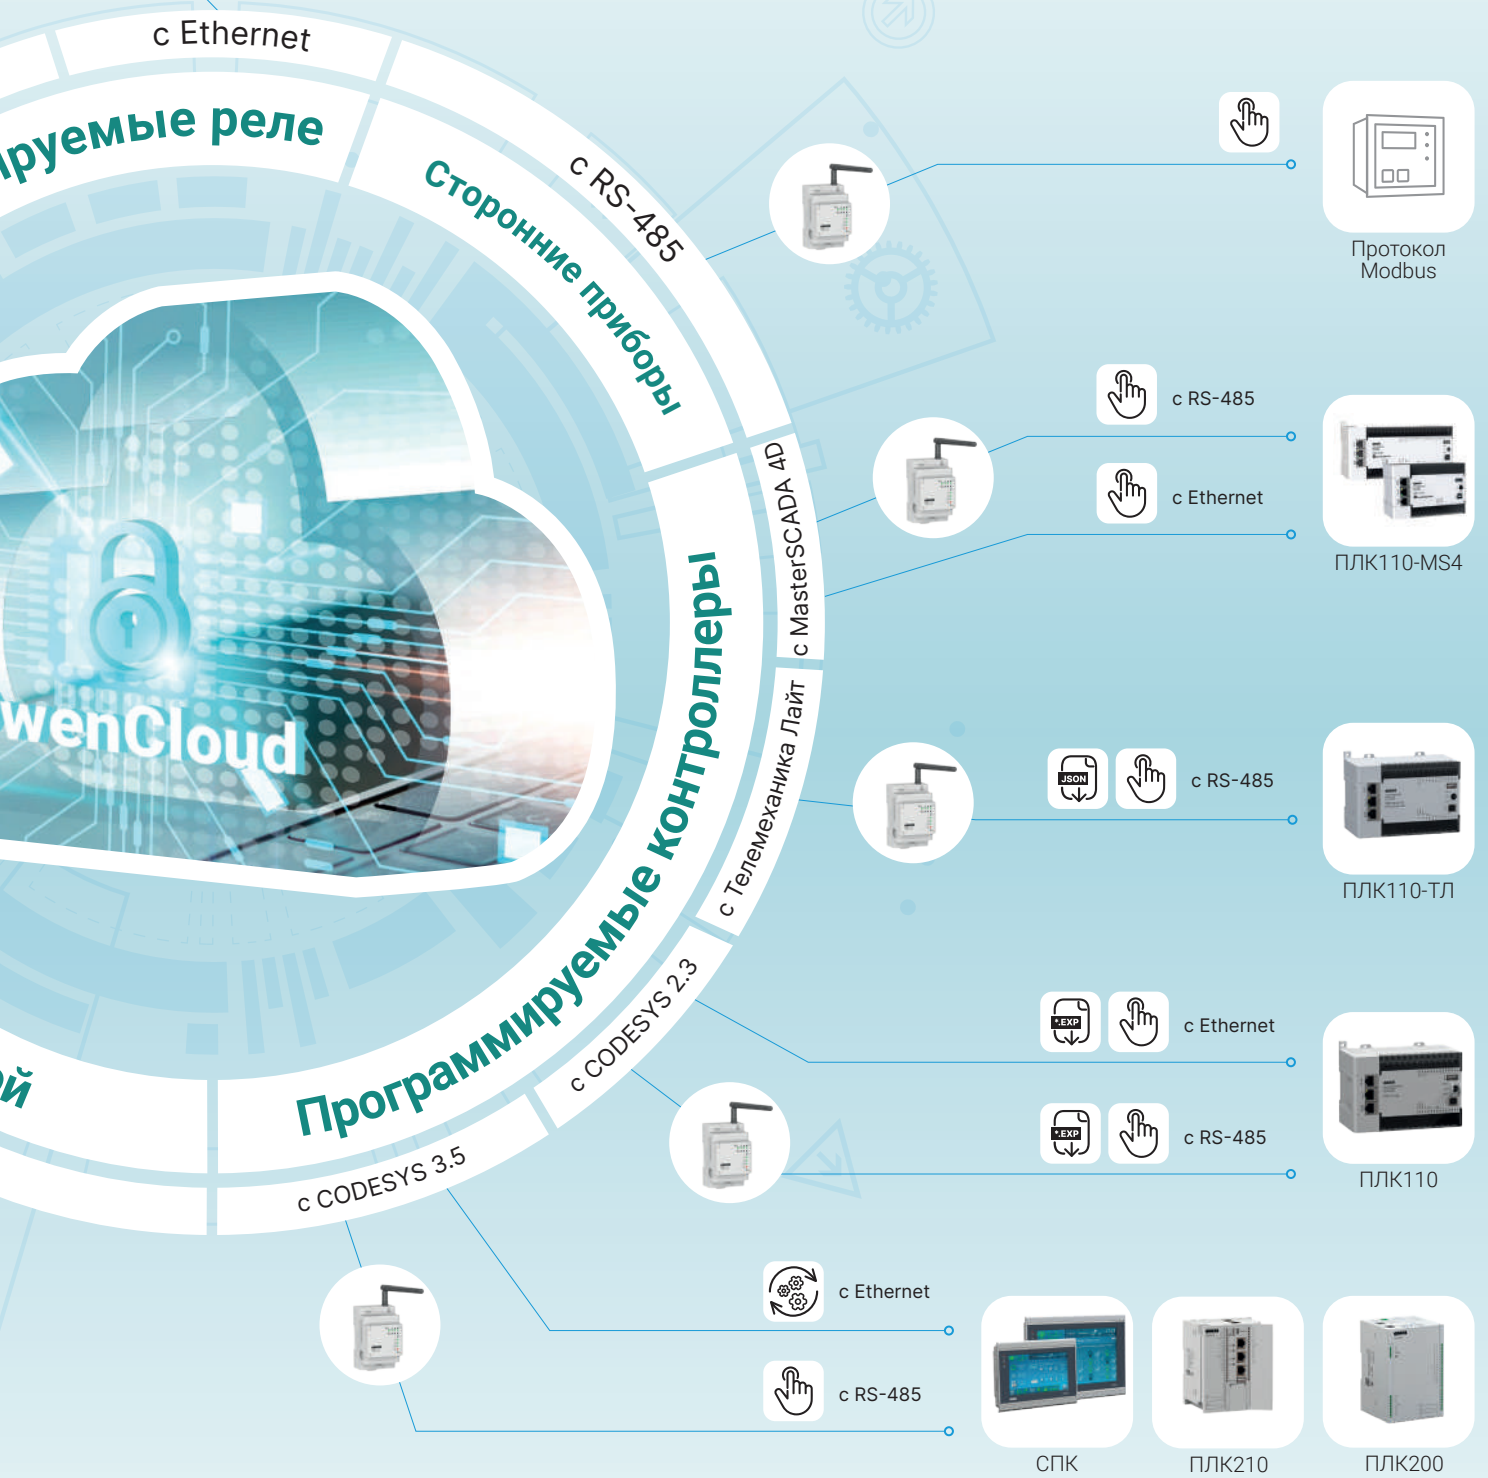 с Ethernet
ируемые реле
Сторонние приборы
с RS-485
Протокол
Modbus
с RS-485
с Ethernet
ПЛК110-MS4
с MasterSCADA 4D
Программируемые контроллеры
wenCloud
с Телемеханика Лайт
JSON
с RS-485
ПЛК110-ТЛ
с CODESYS 2.3
*.EXP
с Ethernet
*.EXP
с RS-485
ПЛК110
ой
с CODESYS 3.5
с Ethernet
с RS-485
СПК
ПЛК210
ПЛК200